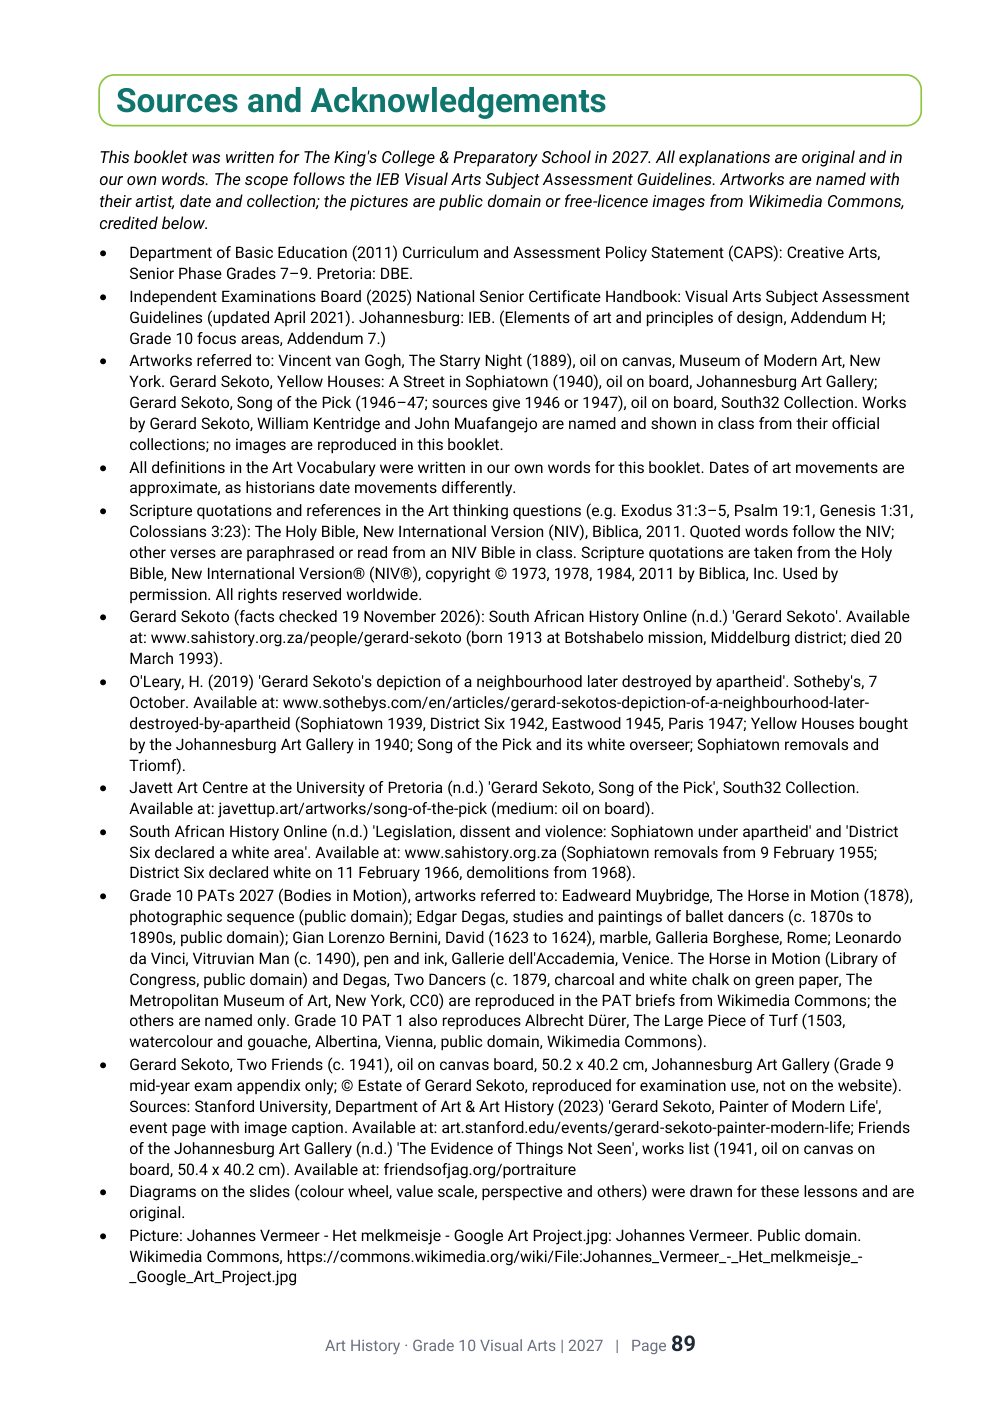 Sources and Acknowledgements
This booklet was written for The King's College & Preparatory School in 2027. All explanations are original and in
our own words. The scope follows the IEB Visual Arts Subject Assessment Guidelines. Artworks are named with
their artist, date and collection; the pictures are public domain or free-licence images from Wikimedia Commons,
credited below.
• Department of Basic Education (2011) Curriculum and Assessment Policy Statement (CAPS): Creative Arts,
Senior Phase Grades 7–9. Pretoria: DBE.
• Independent Examinations Board (2025) National Senior Certificate Handbook: Visual Arts Subject Assessment
Guidelines (updated April 2021). Johannesburg: IEB. (Elements of art and principles of design, Addendum H;
Grade 10 focus areas, Addendum 7.)
• Artworks referred to: Vincent van Gogh, The Starry Night (1889), oil on canvas, Museum of Modern Art, New
York. Gerard Sekoto, Yellow Houses: A Street in Sophiatown (1940), oil on board, Johannesburg Art Gallery;
Gerard Sekoto, Song of the Pick (1946–47; sources give 1946 or 1947), oil on board, South32 Collection. Works
by Gerard Sekoto, William Kentridge and John Muafangejo are named and shown in class from their official
collections; no images are reproduced in this booklet.
• All definitions in the Art Vocabulary were written in our own words for this booklet. Dates of art movements are
approximate, as historians date movements differently.
• Scripture quotations and references in the Art thinking questions (e.g. Exodus 31:3–5, Psalm 19:1, Genesis 1:31,
Colossians 3:23): The Holy Bible, New International Version (NIV), Biblica, 2011. Quoted words follow the NIV;
other verses are paraphrased or read from an NIV Bible in class. Scripture quotations are taken from the Holy
Bible, New International Version® (NIV®), copyright © 1973, 1978, 1984, 2011 by Biblica, Inc. Used by
permission. All rights reserved worldwide.
• Gerard Sekoto (facts checked 19 November 2026): South African History Online (n.d.) 'Gerard Sekoto'. Available
at: www.sahistory.org.za/people/gerard-sekoto (born 1913 at Botshabelo mission, Middelburg district; died 20
March 1993).
• O'Leary, H. (2019) 'Gerard Sekoto's depiction of a neighbourhood later destroyed by apartheid'. Sotheby's, 7
October. Available at: www.sothebys.com/en/articles/gerard-sekotos-depiction-of-a-neighbourhood-later-
destroyed-by-apartheid (Sophiatown 1939, District Six 1942, Eastwood 1945, Paris 1947; Yellow Houses bought
by the Johannesburg Art Gallery in 1940; Song of the Pick and its white overseer; Sophiatown removals and
Triomf).
• Javett Art Centre at the University of Pretoria (n.d.) 'Gerard Sekoto, Song of the Pick', South32 Collection.
Available at: javettup.art/artworks/song-of-the-pick (medium: oil on board).
• South African History Online (n.d.) 'Legislation, dissent and violence: Sophiatown under apartheid' and 'District
Six declared a white area'. Available at: www.sahistory.org.za (Sophiatown removals from 9 February 1955;
District Six declared white on 11 February 1966, demolitions from 1968).
• Grade 10 PATs 2027 (Bodies in Motion), artworks referred to: Eadweard Muybridge, The Horse in Motion (1878),
photographic sequence (public domain); Edgar Degas, studies and paintings of ballet dancers (c. 1870s to
1890s, public domain); Gian Lorenzo Bernini, David (1623 to 1624), marble, Galleria Borghese, Rome; Leonardo
da Vinci, Vitruvian Man (c. 1490), pen and ink, Gallerie dell'Accademia, Venice. The Horse in Motion (Library of
Congress, public domain) and Degas, Two Dancers (c. 1879, charcoal and white chalk on green paper, The
Metropolitan Museum of Art, New York, CC0) are reproduced in the PAT briefs from Wikimedia Commons; the
others are named only. Grade 10 PAT 1 also reproduces Albrecht Dürer, The Large Piece of Turf (1503,
watercolour and gouache, Albertina, Vienna, public domain, Wikimedia Commons).
• Gerard Sekoto, Two Friends (c. 1941), oil on canvas board, 50.2 x 40.2 cm, Johannesburg Art Gallery (Grade 9
mid-year exam appendix only; © Estate of Gerard Sekoto, reproduced for examination use, not on the website).
Sources: Stanford University, Department of Art & Art History (2023) 'Gerard Sekoto, Painter of Modern Life',
event page with image caption. Available at: art.stanford.edu/events/gerard-sekoto-painter-modern-life; Friends
of the Johannesburg Art Gallery (n.d.) 'The Evidence of Things Not Seen', works list (1941, oil on canvas on
board, 50.4 x 40.2 cm). Available at: friendsofjag.org/portraiture
• Diagrams on the slides (colour wheel, value scale, perspective and others) were drawn for these lessons and are
original.
• Picture: Johannes Vermeer - Het melkmeisje - Google Art Project.jpg: Johannes Vermeer. Public domain.
Wikimedia Commons, https://commons.wikimedia.org/wiki/File:Johannes_Vermeer_-_Het_melkmeisje_-
_Google_Art_Project.jpg
Art History · Grade 10 Visual Arts | 2027 | Page 89